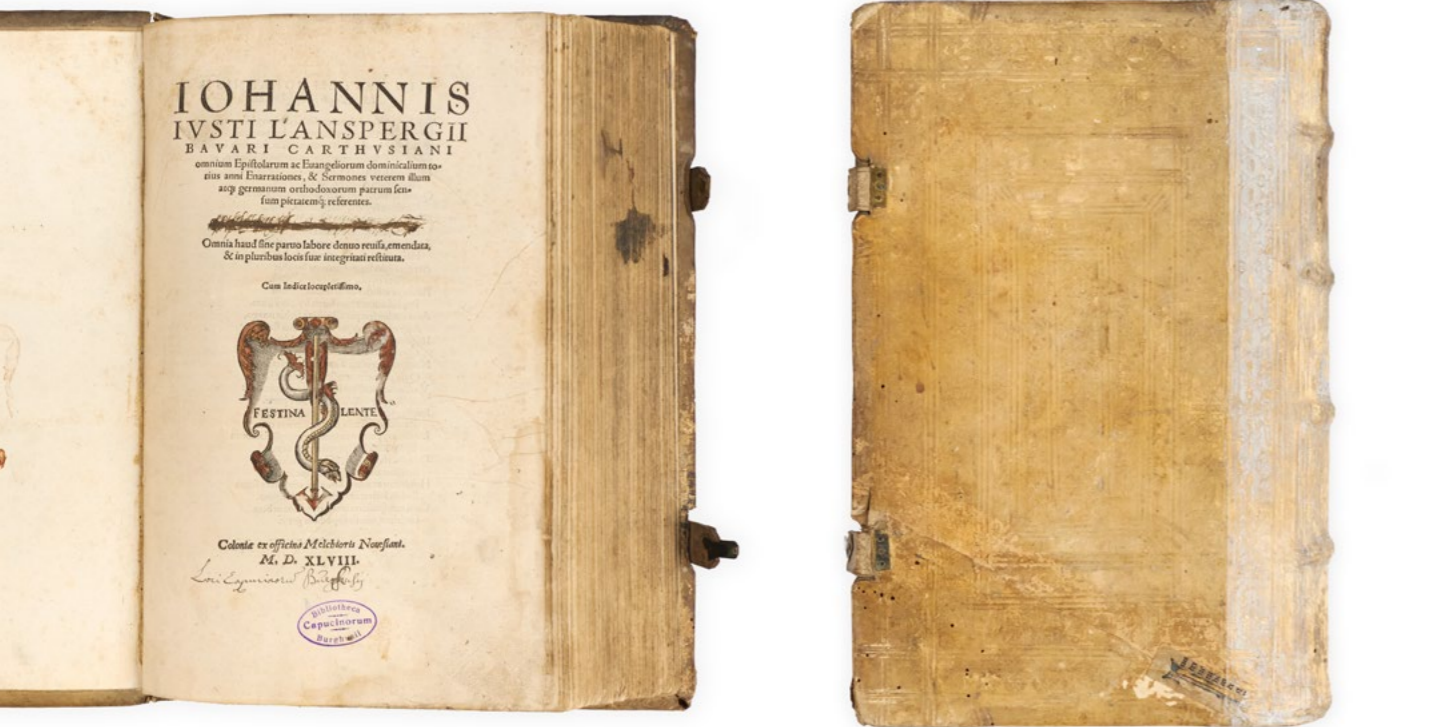 IOHANNIS
IVSTI LANSPERGII
BAVARI CARTHVSIANI
omnium Epistolarum ac Euangeliorum dominicalium to-
tius anni Enarrationes, & Sermones veterem illum
atq; germanum orthodoxorum patrum sen-
sum pietatemq; referentes.
Omnia haud sine paruo labore denuo reuisa, emendata,
& in pluribus locis suæ integritati restituta.
Cum Indice locupletissimo.
FESTINA LENTE
Coloniæ ex officina Melchioris Nouesiani.
M. D. XLVIII.
Loci Capucinorum
Bibliotheca
Capucinorum